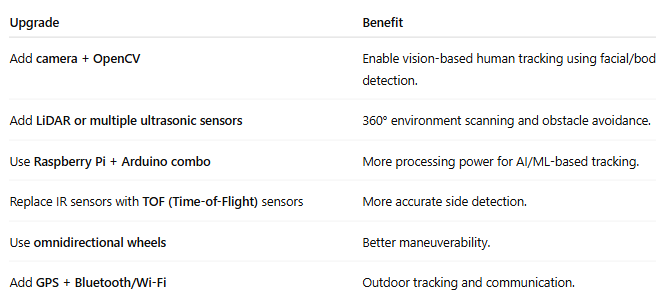 Upgrade Benefit
Add camera + OpenCV Enable vision-based human tracking using facial/bod
detection.
Add LiDAR or multiple ultrasonic sensors 360° environment scanning and obstacle avoidance.
Use Raspberry Pi + Arduino combo More processing power for AI/ML-based tracking.
Replace IR sensors with TOF (Time-of-Flight) sensors More accurate side detection.
Use omnidirectional wheels Better maneuverability.
Add GPS + Bluetooth/Wi-Fi Outdoor tracking and communication.